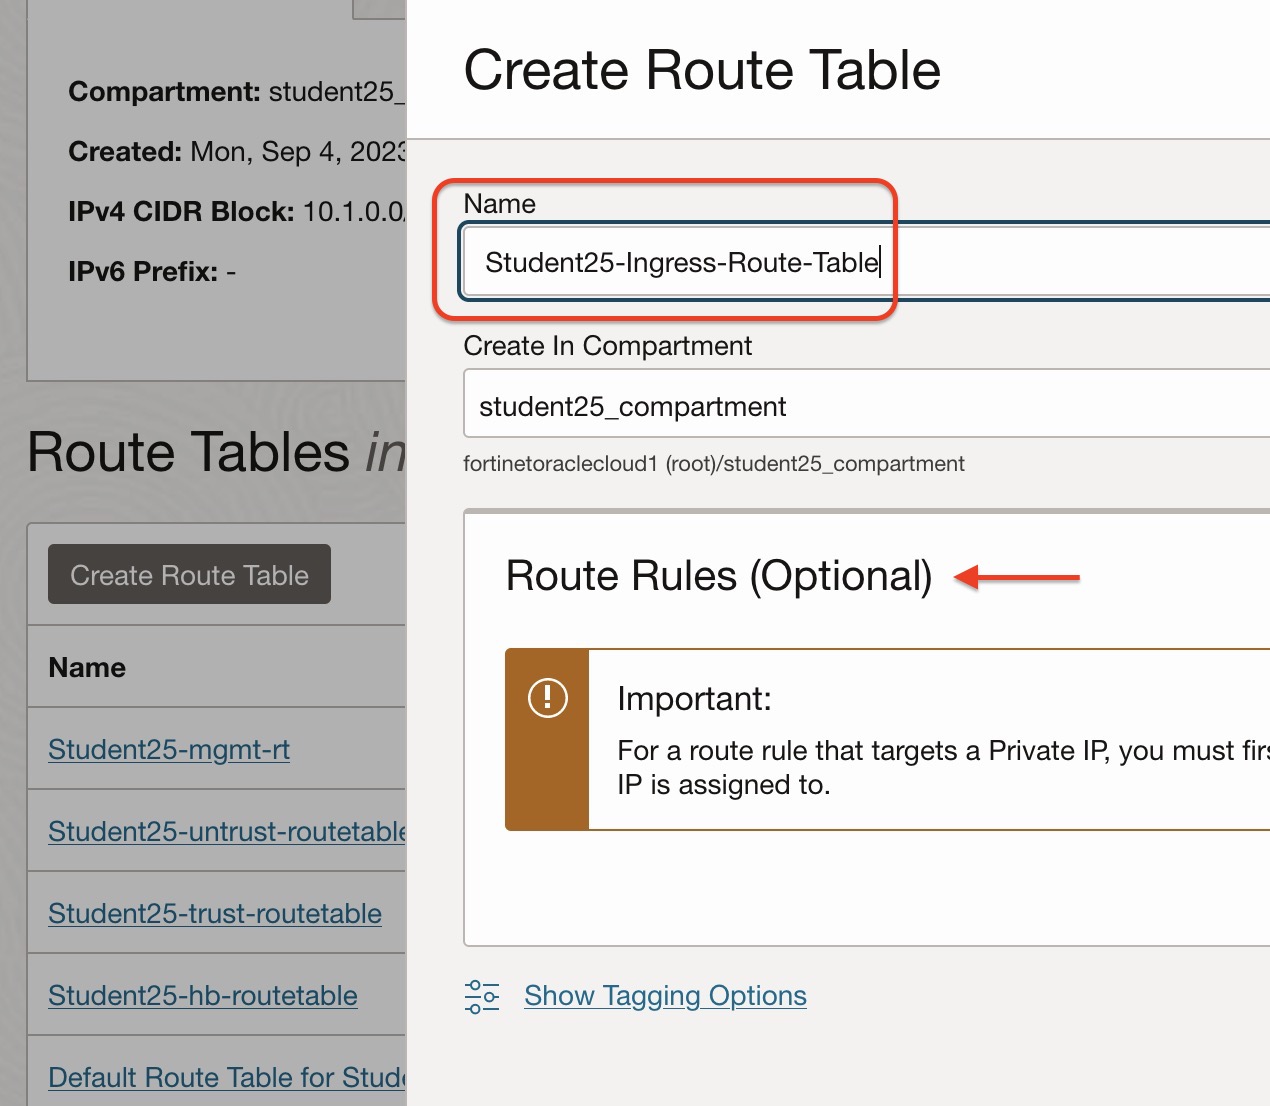 Compartment: student25_
Created: Mon, Sep 4, 2023
IPv4 CIDR Block: 10.1.0.0/
IPv6 Prefix: -
Route Tables in
Create Route Table
Name
Student25-mgmt-rt
Student25-untrust-routetable
Student25-trust-routetable
Student25-hb-routetable
Default Route Table for Stude
Create Route Table
Name
Student25-Ingress-Route-Table
Create In Compartment
student25_compartment
fortinetoraclecloud1 (root)/student25_compartment
Route Rules (Optional)
Important:
For a route rule that targets a Private IP, you must firs
IP is assigned to.
Show Tagging Options